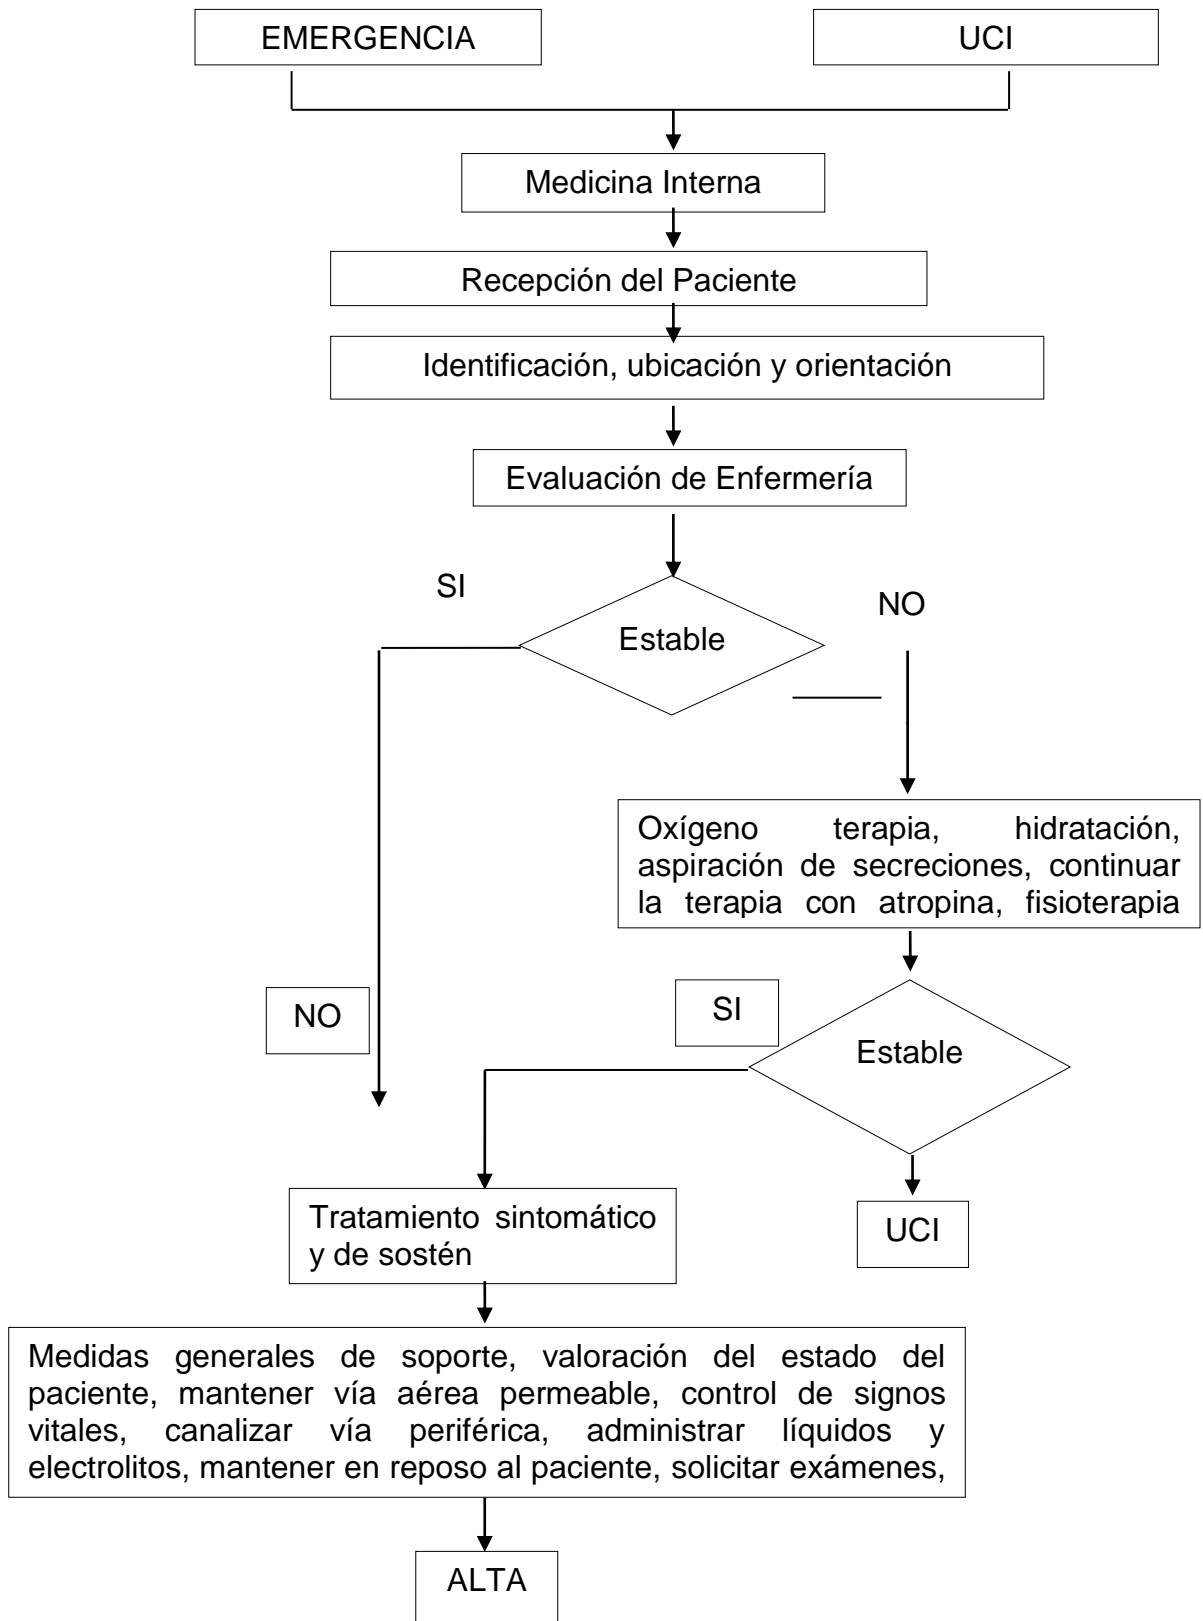 EMERGENCIA
UCI
Medicina Interna
Recepción del Paciente
Identificación, ubicación y orientación
Evaluación de Enfermería
SI
NO
Estable
Oxígeno terapia, hidratación,
aspiración de secreciones, continuar
la terapia con atropina, fisioterapia
NO
SI
Estable
Tratamiento sintomático
y de sostén
UCI
Medidas generales de soporte, valoración del estado del
paciente, mantener vía aérea permeable, control de signos
vitales, canalizar vía periférica, administrar líquidos y
electrolitos, mantener en reposo al paciente, solicitar exámenes,
ALTA